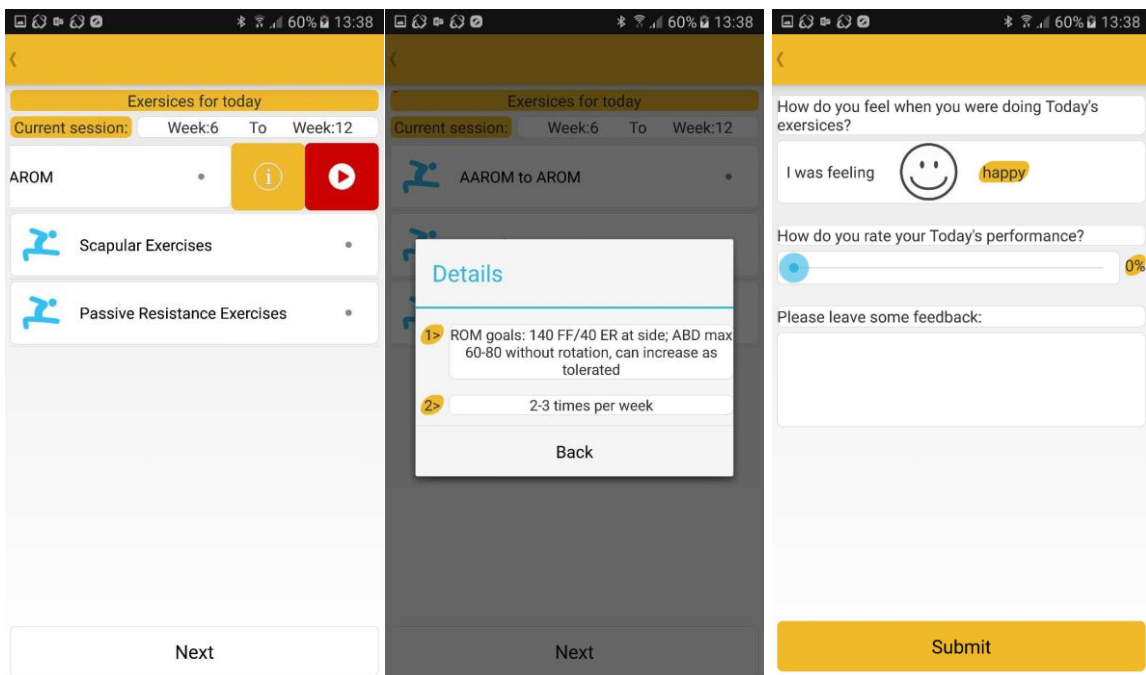 60% 13:38
Exersices for today
Current session: Week:6 To Week:12
AROM
Scapular Exercises
Passive Resistance Exercises
Next
60% 13:38
Exersices for today
Current session: Week:6 To Week:12
AAROM to AROM
Details
1> ROM goals: 140 FF/40 ER at side; ABD max
60-80 without rotation, can increase as
tolerated
2> 2-3 times per week
Back
Next
60% 13:38
How do you feel when you were doing Today's
exersices?
I was feeling happy
How do you rate your Today's performance?
0%
Please leave some feedback:
Submit